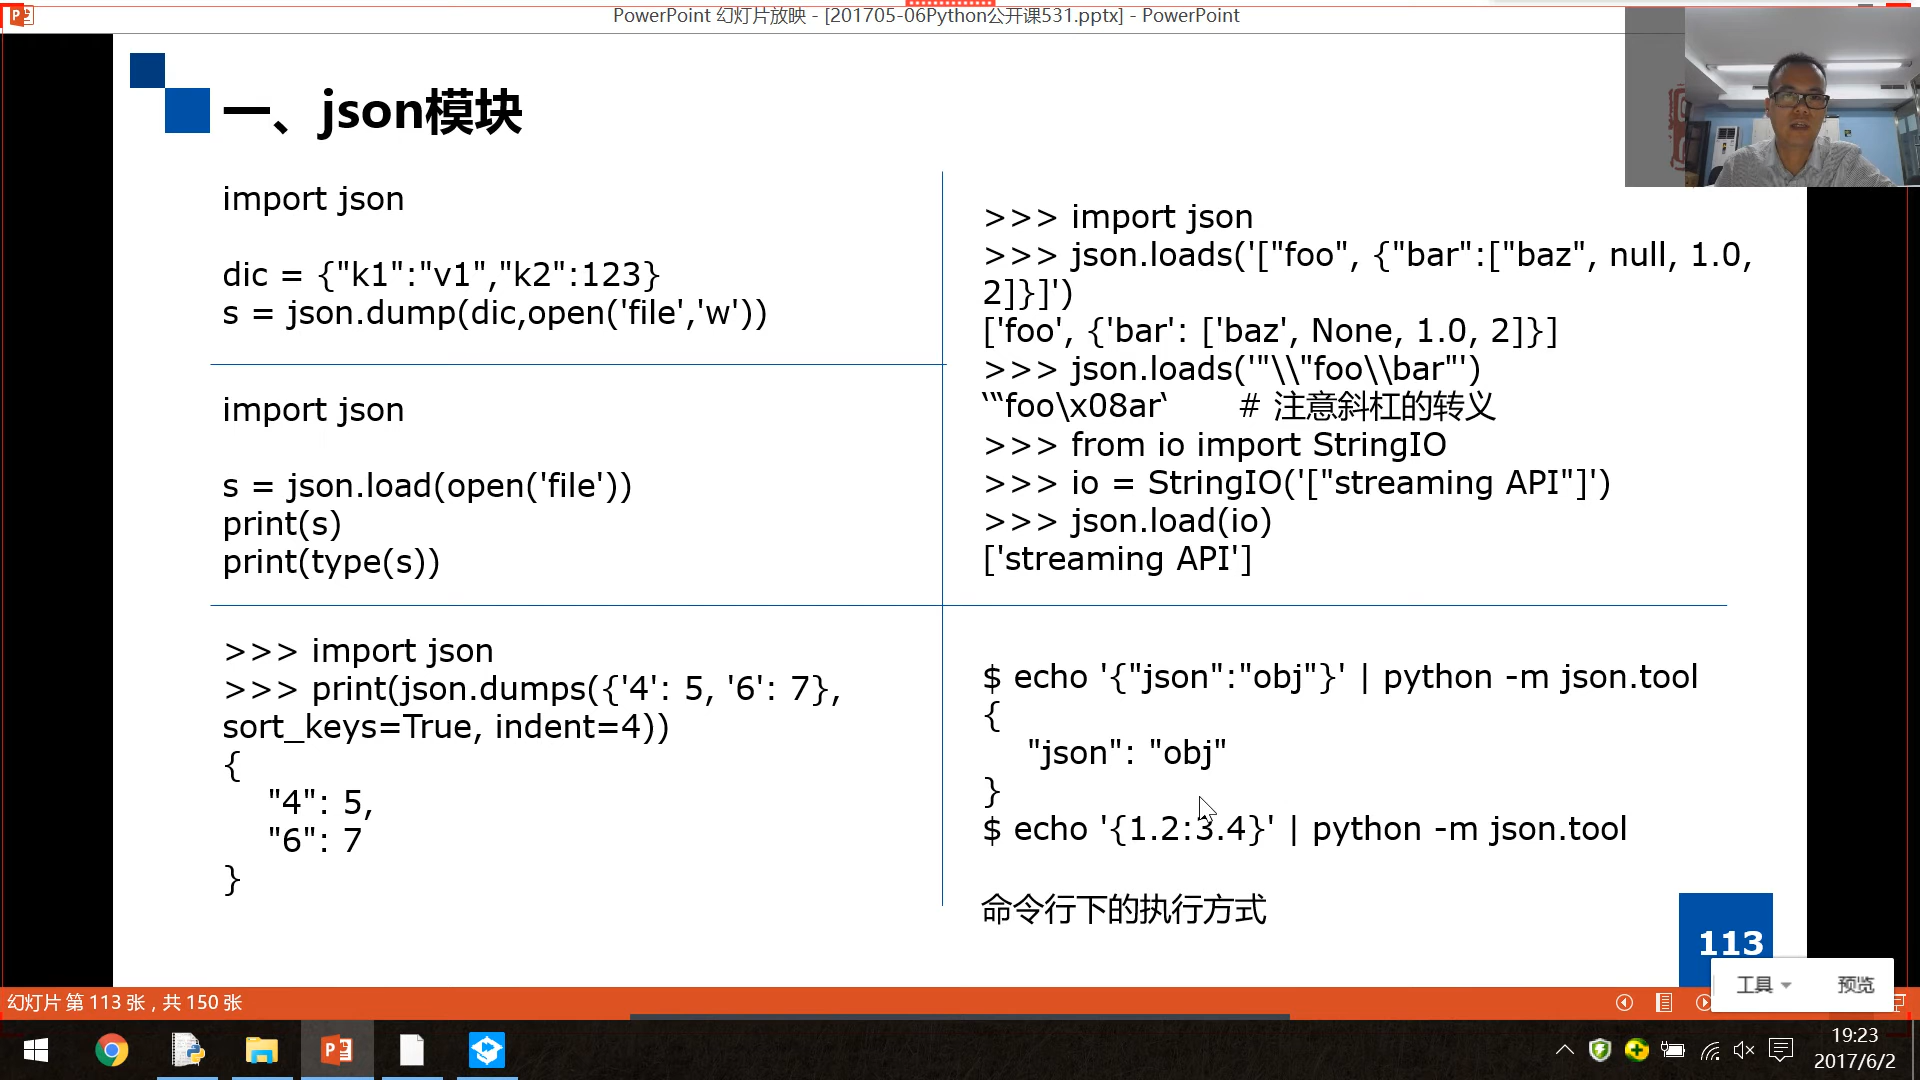 PowerPoint 幻灯片放映 - [201705-06Python公开课531.pptx] - PowerPoint
一、json模块
import json
dic = {"k1":"v1","k2":123}
s = json.dump(dic,open('file','w'))
import json
s = json.load(open('file'))
print(s)
print(type(s))
>>> import json
>>> print(json.dumps({'4': 5, '6': 7},
sort_keys=True, indent=4))
{
"4": 5,
"6": 7
}
>>> import json
>>> json.loads('["foo", {"bar":["baz", null, 1.0,
2]}]')
['foo', {'bar': ['baz', None, 1.0, 2]}]
>>> json.loads('"\\"foo\\bar"')
‘“foo\x08ar‘ # 注意斜杠的转义
>>> from io import StringIO
>>> io = StringIO('["streaming API"]')
>>> json.load(io)
['streaming API']
$ echo '{"json":"obj"}' | python -m json.tool
{
"json": "obj"
}
$ echo '{1.2:3.4}' | python -m json.tool
命令行下的执行方式
113
工具 预览
幻灯片 第 113 张，共 150 张
19:23
2017/6/2